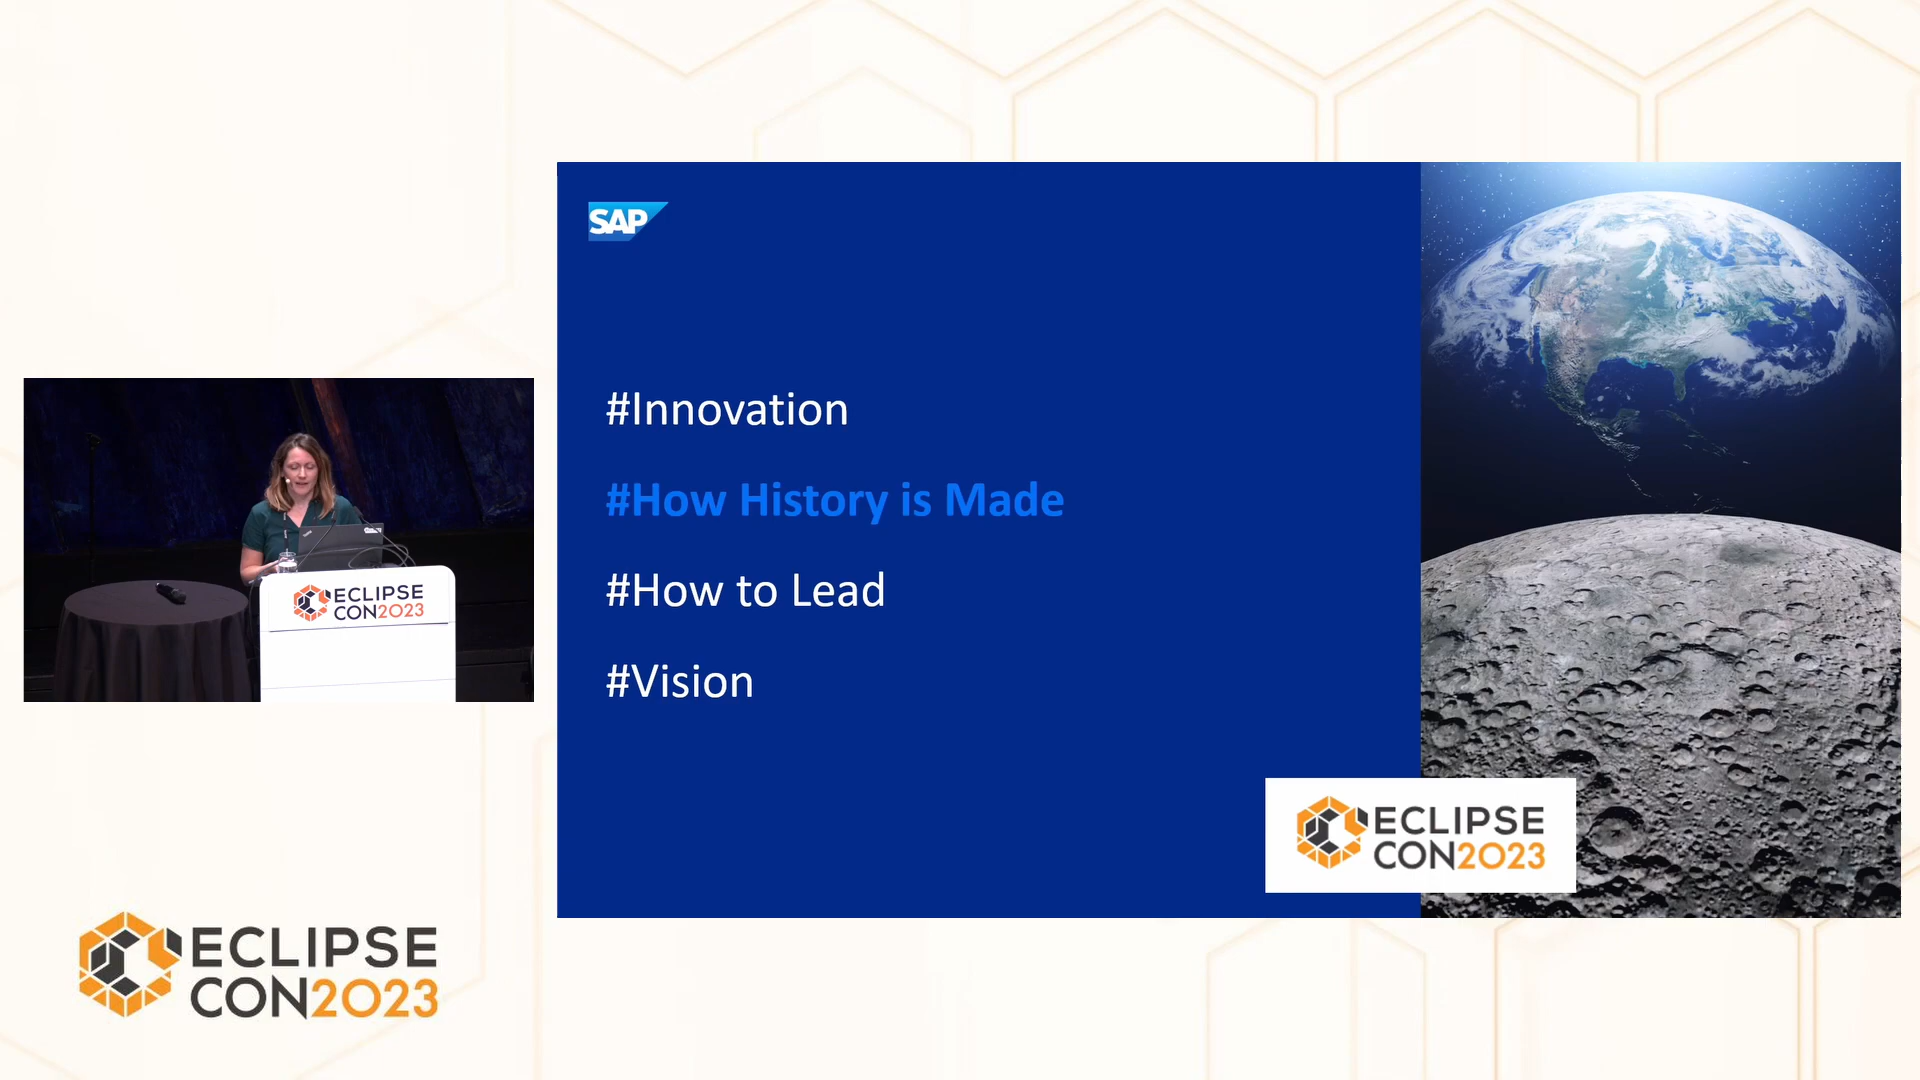 SAP
#Innovation
#How History is Made
#How to Lead
#Vision
ECLIPSE
CON2023
ECLIPSE
CON2023
ECLIPSE
CON2023